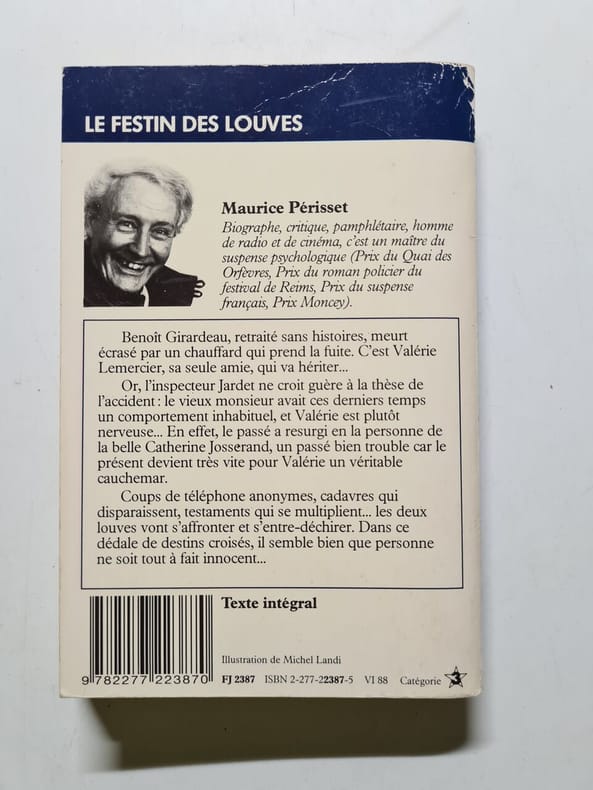 LE FESTIN DES LOUVES
Maurice Périsset
Biographe, critique, pamphlétaire, homme
de radio et de cinéma, c'est un maître du
suspense psychologique (Prix du Quai des
Orfèvres, Prix du roman policier du
festival de Reims, Prix du suspense
français, Prix Moncey).
Benoît Girardeau, retraité sans histoires, meurt
écrasé par un chauffard qui prend la fuite. C'est Valérie
Lemercier, sa seule amie, qui va hériter...
Or, l'inspecteur Jardet ne croit guère à la thèse de
l'accident : le vieux monsieur avait ces derniers temps
un comportement inhabituel, et Valérie est plutôt
nerveuse... En effet, le passé a resurgi en la personne de
la belle Catherine Josserand, un passé bien trouble car le
présent devient très vite pour Valérie un véritable
cauchemar.
Coups de téléphone anonymes, cadavres qui
disparaissent, testaments qui se multiplient... les deux
louves vont s'affronter et s'entre-déchirer. Dans ce
dédale de destins croisés, il semble bien que personne
ne soit tout à fait innocent...
Texte intégral
Illustration de Michel Landi
9 782277 223870 FJ 2387 ISBN 2-277-22387-5 VI 88 Catégorie 3